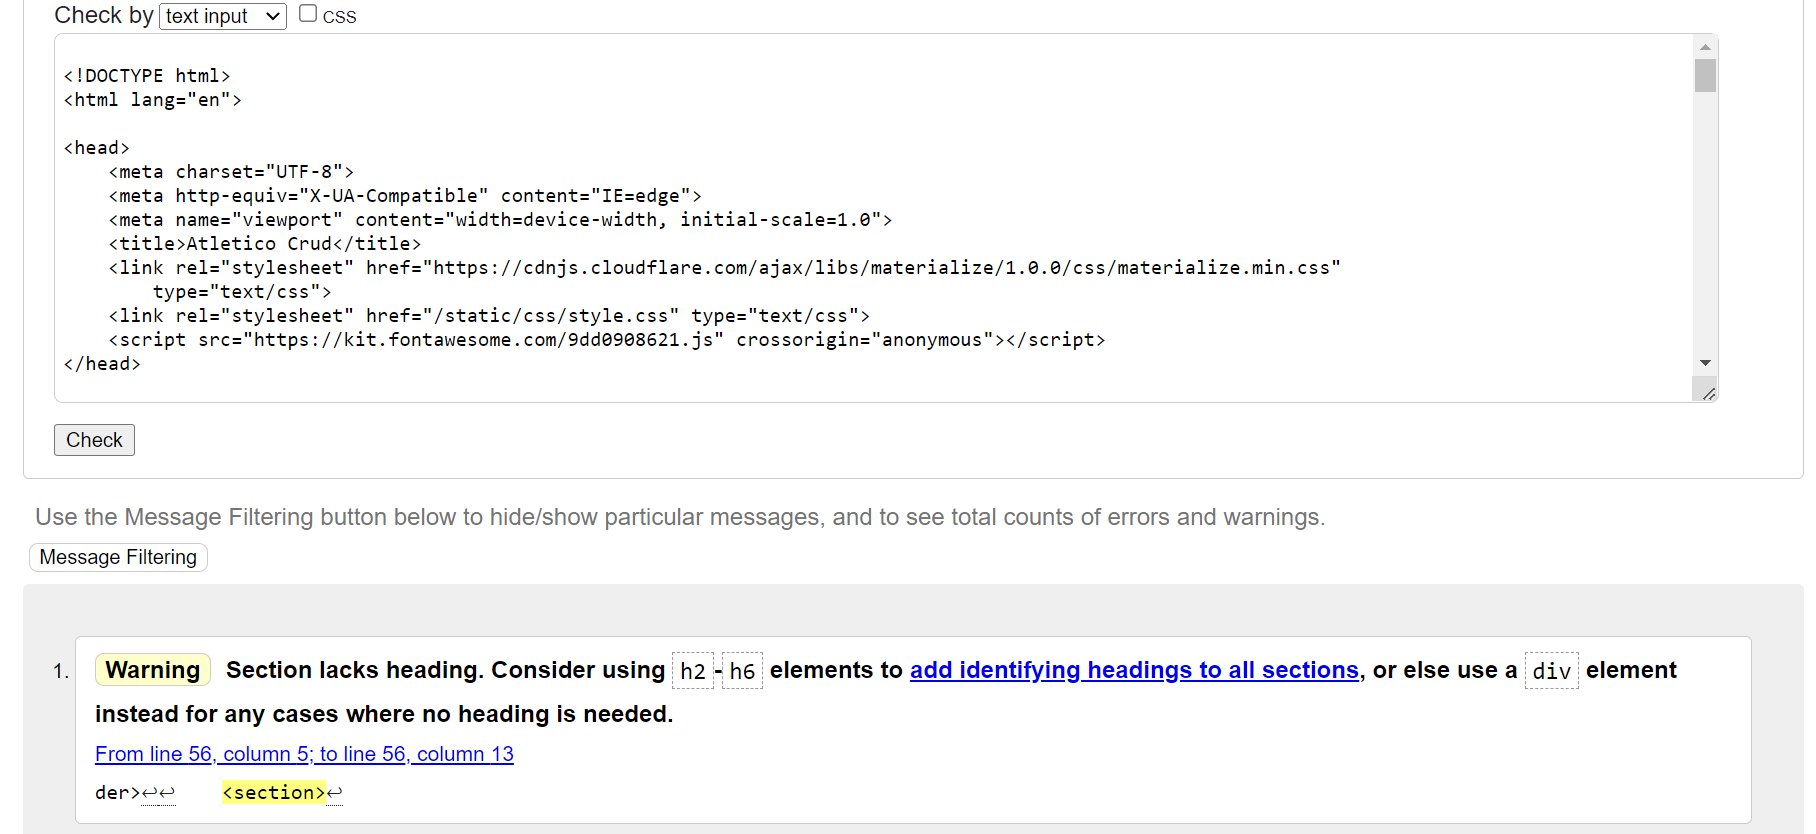 Check by text input CSS
<!DOCTYPE html>
<html lang="en">
<head>
<meta charset="UTF-8">
<meta http-equiv="X-UA-Compatible" content="IE=edge">
<meta name="viewport" content="width=device-width, initial-scale=1.0">
<title>Atletico Crud</title>
<link rel="stylesheet" href="https://cdnjs.cloudflare.com/ajax/libs/materialize/1.0.0/css/materialize.min.css"
type="text/css">
<link rel="stylesheet" href="/static/css/style.css" type="text/css">
<script src="https://kit.fontawesome.com/9dd0908621.js" crossorigin="anonymous"></script>
</head>
Check
Use the Message Filtering button below to hide/show particular messages, and to see total counts of errors and warnings.
Message Filtering
1. Warning Section lacks heading. Consider using h2-h6 elements to add identifying headings to all sections, or else use a div element
instead for any cases where no heading is needed.
From line 56, column 5; to line 56, column 13
der>↩↩ <section>↩